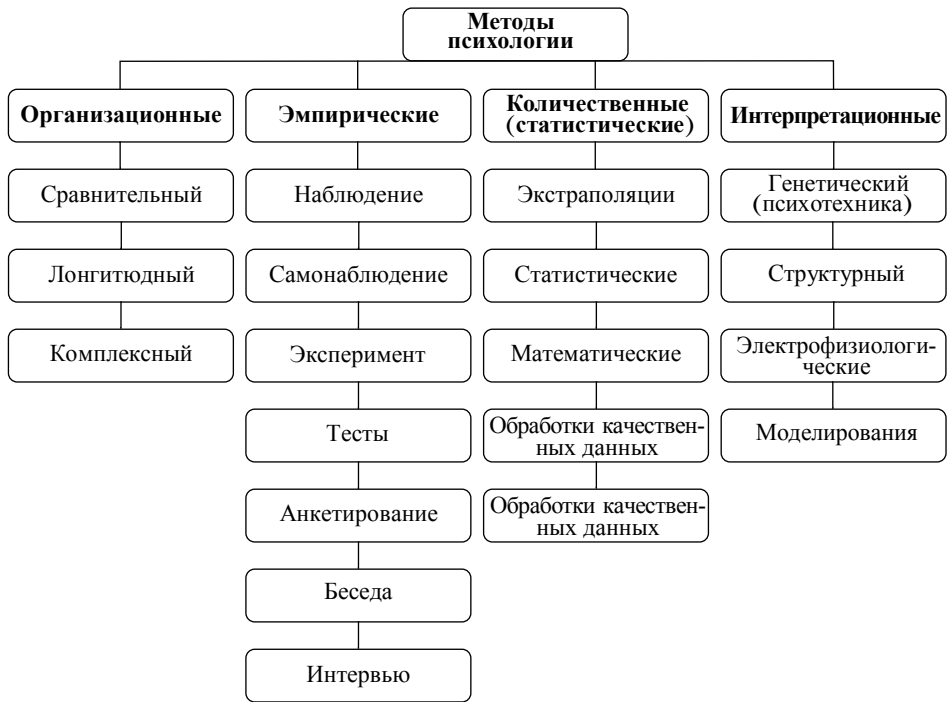 Методы
психологии
Организационные
Сравнительный
Лонгитюдный
Комплексный
Эмпирические
Наблюдение
Самонаблюдение
Эксперимент
Тесты
Анкетирование
Беседа
Интервью
Количественные
(статистические)
Экстраполяции
Статистические
Математические
Обработки качествен-
ных данных
Обработки качествен-
ных данных
Интерпретационные
Генетический
(психотехника)
Структурный
Электрофизиологи-
ческие
Моделирования